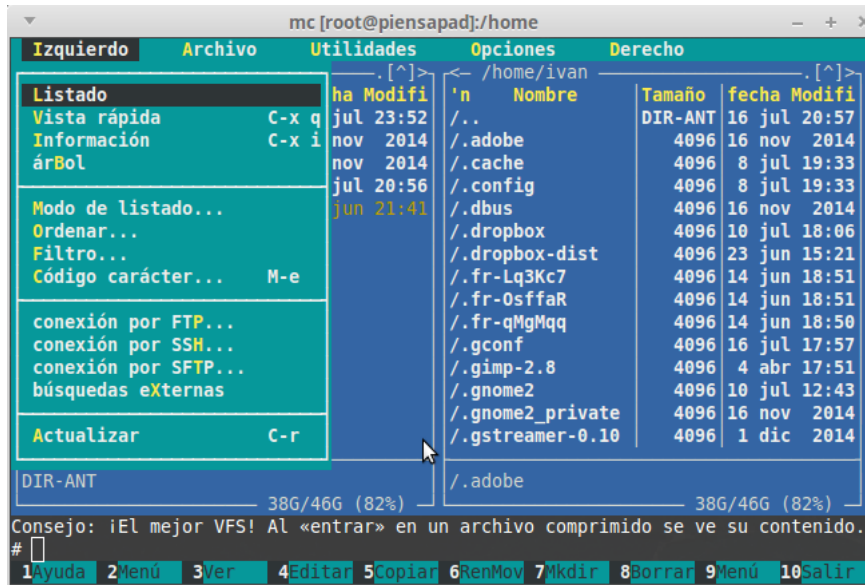 mc [root@piensapad]:/home
Izquierdo Archivo Utilidades Opciones Derecho
.[^]> <— /home/ivan .[^]>
Listado ha Modifi 'n Nombre Tamaño fecha Modifi
Vista rápida C-x q jul 23:52 /.. DIR-ANT 16 jul 20:57
Información C-x i nov 2014 /.adobe 4096 16 nov 2014
árBol nov 2014 /.cache 4096 8 jul 19:33
jul 20:56 /.config 4096 8 jul 19:33
Modo de listado... jun 21:41 /.dbus 4096 16 nov 2014
Ordenar... /.dropbox 4096 10 jul 18:06
Filtro... /.dropbox-dist 4096 23 jun 15:21
Código carácter... M-e /.fr-Lq3Kc7 4096 14 jun 18:51
/.fr-OsffaR 4096 14 jun 18:51
conexión por FTP... /.fr-qMgMqq 4096 14 jun 18:50
conexión por SSH... /.gconf 4096 16 jul 17:57
conexión por SFTP... /.gimp-2.8 4096 4 abr 17:51
búsquedas eXternas /.gnome2 4096 10 jul 12:43
/.gnome2_private 4096 16 nov 2014
Actualizar C-r /.gstreamer-0.10 4096 1 dic 2014
DIR-ANT /.adobe
38G/46G (82%) 38G/46G (82%)
Consejo: ¡El mejor VFS! Al «entrar» en un archivo comprimido se ve su contenido.
#
1Ayuda 2Menú 3Ver 4Editar 5Copiar 6RenMov 7Mkdir 8Borrar 9Menú 10Salir